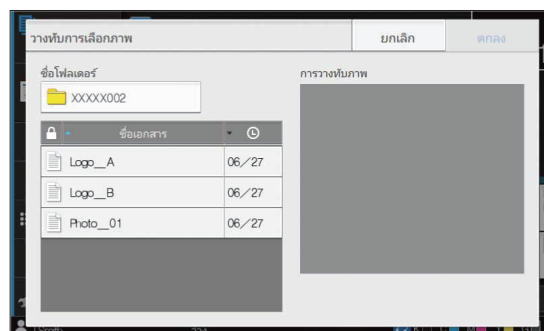 วางทับการเลือกภาพ
ยกเลิก
ตกลง
ชื่อโฟลเดอร์
การวางทับภาพ
XXXXX002
ชื่อเอกสาร
Logo__A 06/27
Logo__B 06/27
Photo__01 06/27